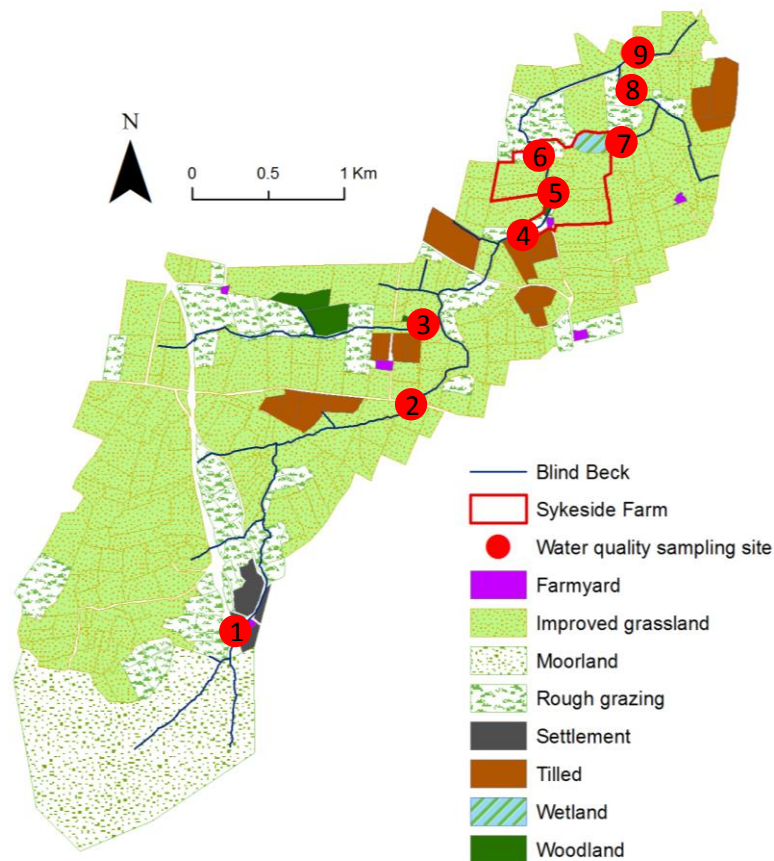 9
8
7
6
5
4
N
0 0.5 1 Km
3
2
1
Blind Beck
Sykeside Farm
Water quality sampling site
Farmyard
Improved grassland
Moorland
Rough grazing
Settlement
Tilled
Wetland
Woodland